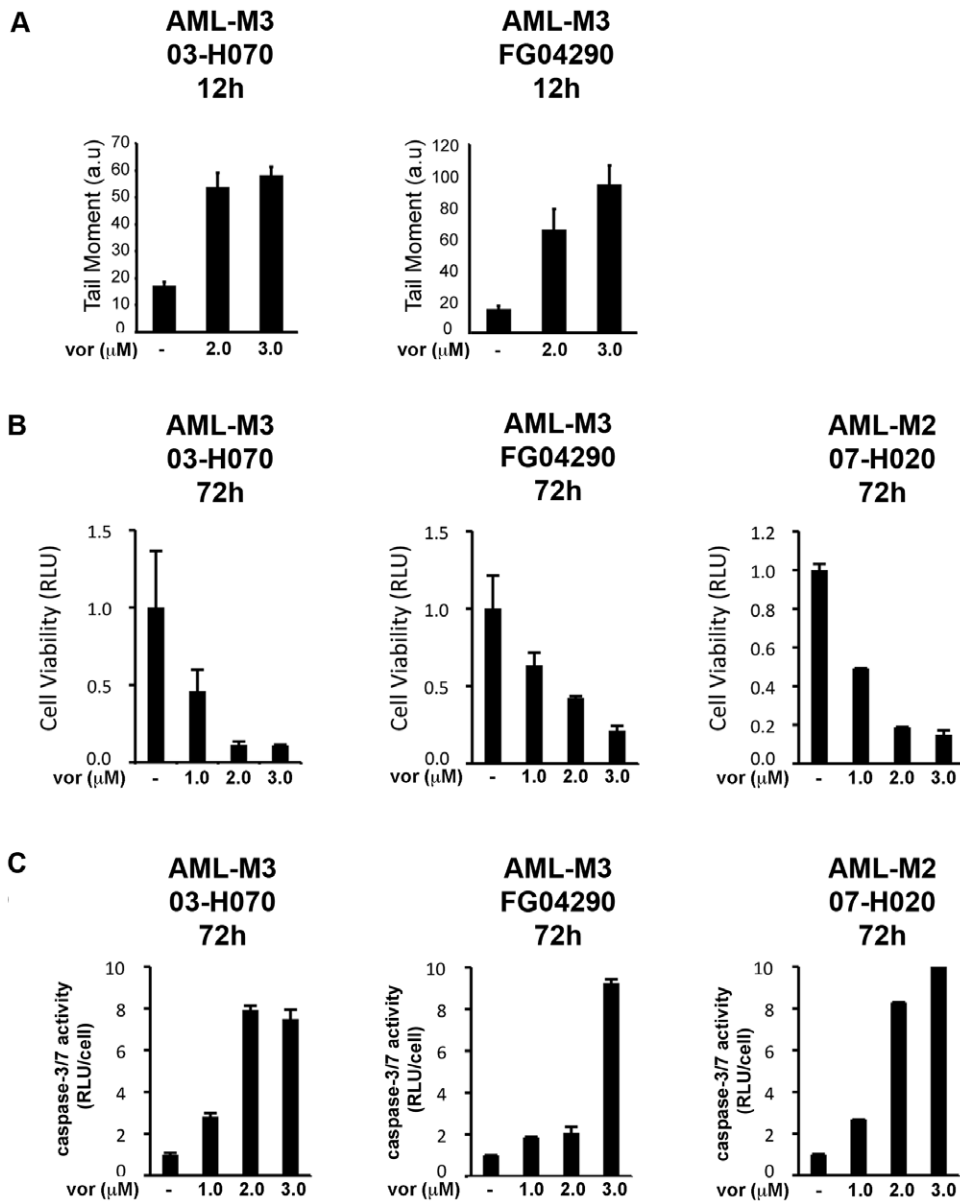 A
AML-M3
03-H070
12h
Tail Moment (a.u)
70
60
50
40
30
20
10
0
vor (μM) - 2.0 3.0
AML-M3
FG04290
12h
Tail Moment (a.u)
120
100
80
60
40
20
0
- 2.0 3.0
B
AML-M3
03-H070
72h
Cell Viability (RLU)
1.5
1.0
0.5
0.0
vor (μM) - 1.0 2.0 3.0
AML-M3
FG04290
72h
Cell Viability (RLU)
1.5
1.0
0.5
0.0
vor (μM) - 1.0 2.0 3.0
AML-M2
07-H020
72h
Cell Viability (RLU)
1.2
1.0
0.8
0.6
0.4
0.2
0.0
vor (μM) - 1.0 2.0 3.0
C
AML-M3
03-H070
72h
caspase-3/7 activity
(RLU/cell)
10
8
6
4
2
0
vor (μM) - 1.0 2.0 3.0
AML-M3
FG04290
72h
caspase-3/7 activity
(RLU/cell)
10
8
6
4
2
0
vor (μM) - 1.0 2.0 3.0
AML-M2
07-H020
72h
caspase-3/7 activity
(RLU/cell)
10
8
6
4
2
0
vor (μM) - 1.0 2.0 3.0